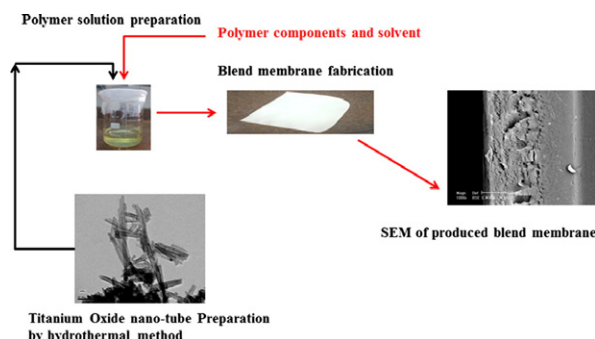 Polymer solution preparation
Polymer components and solvent
Blend membrane fabrication
SEM of produced blend membrane
Titanium Oxide nano-tube Preparation
by hydrothermal method